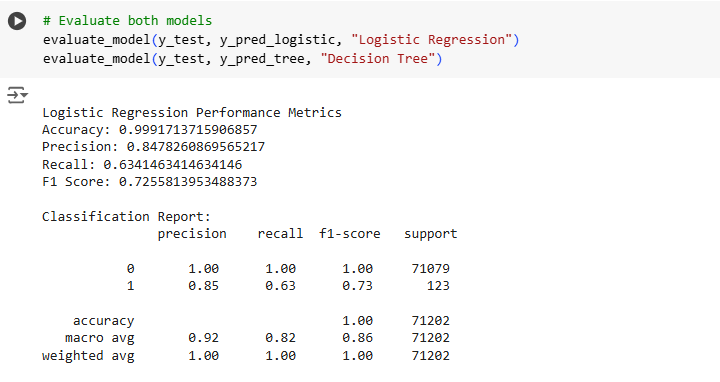 # Evaluate both models
evaluate_model(y_test, y_pred_logistic, "Logistic Regression")
evaluate_model(y_test, y_pred_tree, "Decision Tree")
Logistic Regression Performance Metrics
Accuracy: 0.9991713715906857
Precision: 0.8478260869565217
Recall: 0.6341463414634146
F1 Score: 0.7255813953488373
Classification Report:
precision recall f1-score support
0 1.00 1.00 1.00 71079
1 0.85 0.63 0.73 123
accuracy 1.00 71202
macro avg 0.92 0.82 0.86 71202
weighted avg 1.00 1.00 1.00 71202